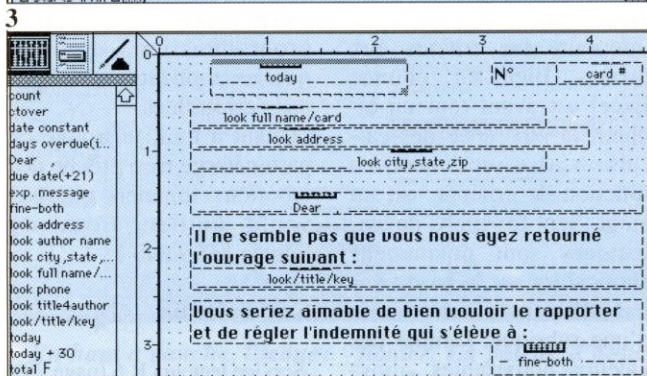 3
0 1 2 3 4
today
N° card #
0
count
ctover
date constant
days overdue(i...
Dear ,
due date(+21)
exp. message
fine-both
look address
look author name
look city ,state ,...
look full name/...
look phone
look title4author
look/title/key
today
today + 30
total F
look full name/card
look address
1
look city ,state ,zip
Dear ,
2
Il ne semble pas que vous nous ayez retourné
l'ouvrage suivant :
look/title/key
Vous seriez aimable de bien vouloir le rapporter
et de régler l'indemnité qui s'élève à :
3
fine-both